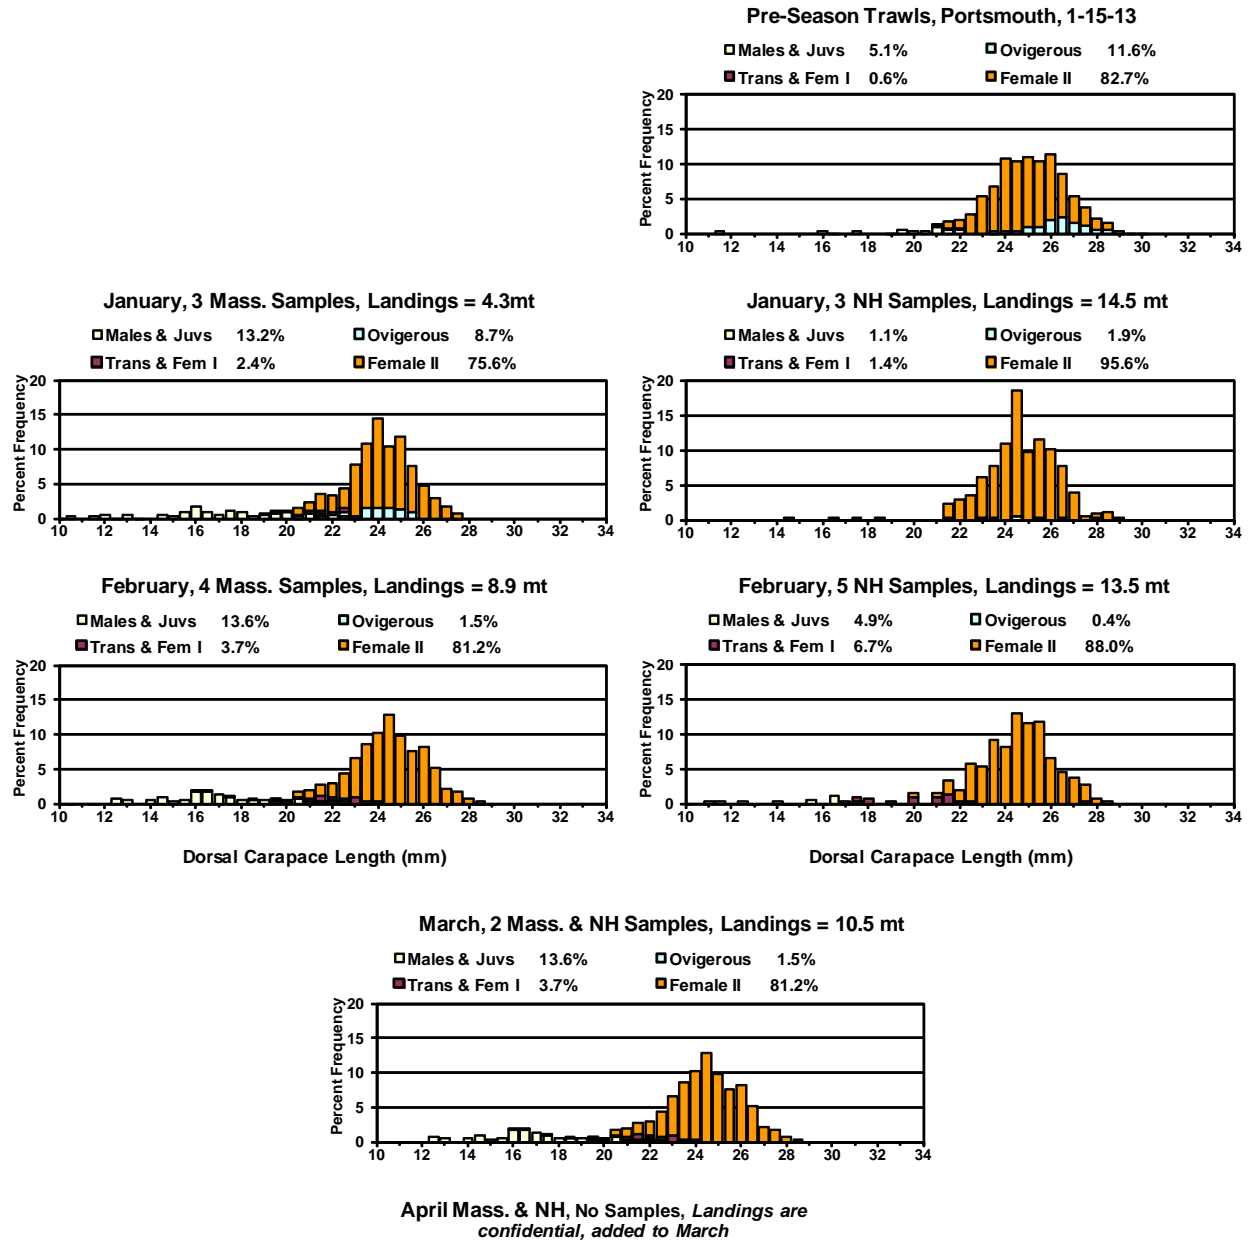 Pre-Season Trawls, Portsmouth, 1-15-13
Males & Juvs 5.1% Ovigerous 11.6%
Trans & Fem I 0.6% Female II 82.7%
Percent Frequency
20
15
10
5
0
10 12 14 16 18 20 22 24 26 28 30 32 34
January, 3 Mass. Samples, Landings = 4.3mt
Males & Juvs 13.2% Ovigerous 8.7%
Trans & Fem I 2.4% Female II 75.6%
Percent Frequency
20
15
10
5
0
10 12 14 16 18 20 22 24 26 28 30 32 34
January, 3 NH Samples, Landings = 14.5 mt
Males & Juvs 1.1% Ovigerous 1.9%
Trans & Fem I 1.4% Female II 95.6%
Percent Frequency
20
15
10
5
0
10 12 14 16 18 20 22 24 26 28 30 32 34
February, 4 Mass. Samples, Landings = 8.9 mt
Males & Juvs 13.6% Ovigerous 1.5%
Trans & Fem I 3.7% Female II 81.2%
Percent Frequency
20
15
10
5
0
10 12 14 16 18 20 22 24 26 28 30 32 34
Dorsal Carapace Length (mm)
February, 5 NH Samples, Landings = 13.5 mt
Males & Juvs 4.9% Ovigerous 0.4%
Trans & Fem I 6.7% Female II 88.0%
Percent Frequency
20
15
10
5
0
10 12 14 16 18 20 22 24 26 28 30 32 34
Dorsal Carapace Length (mm)
March, 2 Mass. & NH Samples, Landings = 10.5 mt
Males & Juvs 13.6% Ovigerous 1.5%
Trans & Fem I 3.7% Female II 81.2%
Percent Frequency
20
15
10
5
0
10 12 14 16 18 20 22 24 26 28 30 32 34
April Mass. & NH, No Samples, Landings are
confidential, added to March